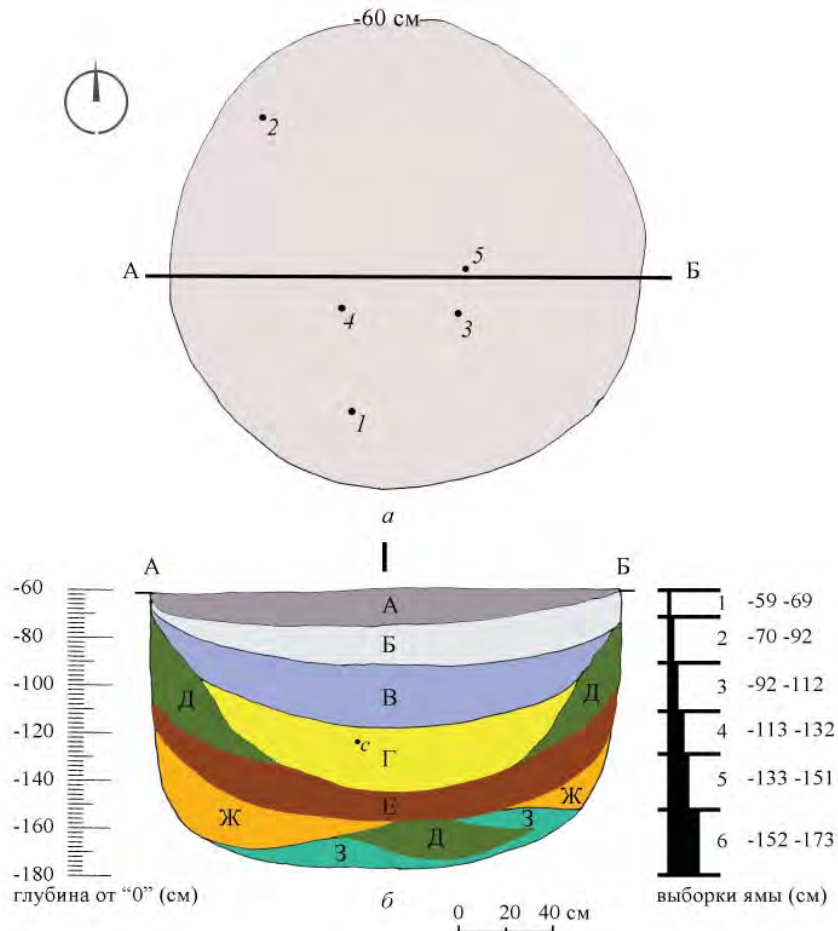 -60 см
2
А
Б
5
4
3
1
а
А
Б
-60
-80
-100
-120
-140
-160
-180
А
Б
В
Г
с
Д
Д
Е
Ж
Ж
З
З
Д
1 -59 -69
2 -70 -92
3 -92 -112
4 -113 -132
5 -133 -151
6 -152 -173
глубина от “0” (см)
б
выборки ямы (см)
0 20 40 см